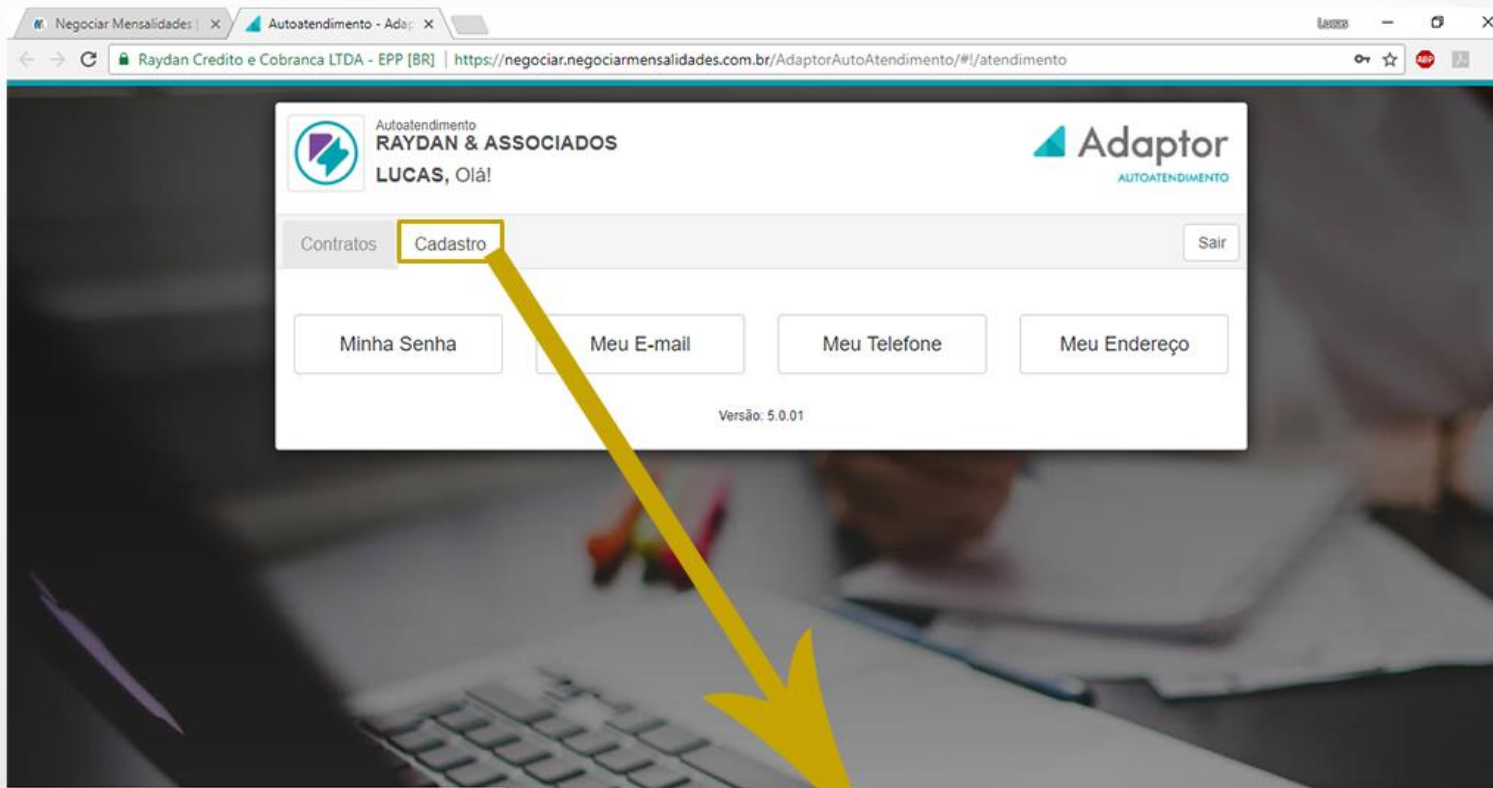 Negociar Mensalidades |
Autoatendimento - Adap
Lucas
Raydan Credito e Cobranca LTDA - EPP [BR] | https://negociar.negociarmensalidades.com.br/AdaptorAutoAtendimento/#!/atendimento
ABP
Autoatendimento
RAYDAN & ASSOCIADOS
LUCAS, Olá!
Adaptor
AUTOATENDIMENTO
Contratos Cadastro Sair
Minha Senha Meu E-mail Meu Telefone Meu Endereço
Versão: 5.0.01